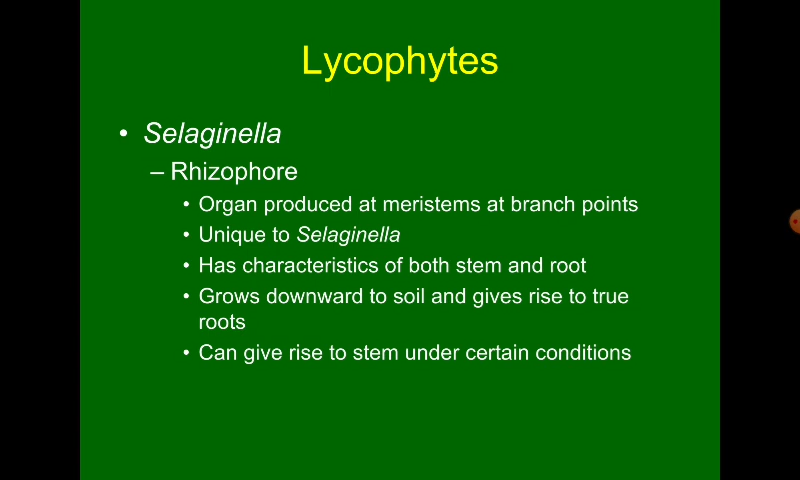 Lycophytes
• Selaginella
– Rhizophore
• Organ produced at meristems at branch points
• Unique to Selaginella
• Has characteristics of both stem and root
• Grows downward to soil and gives rise to true
roots
• Can give rise to stem under certain conditions